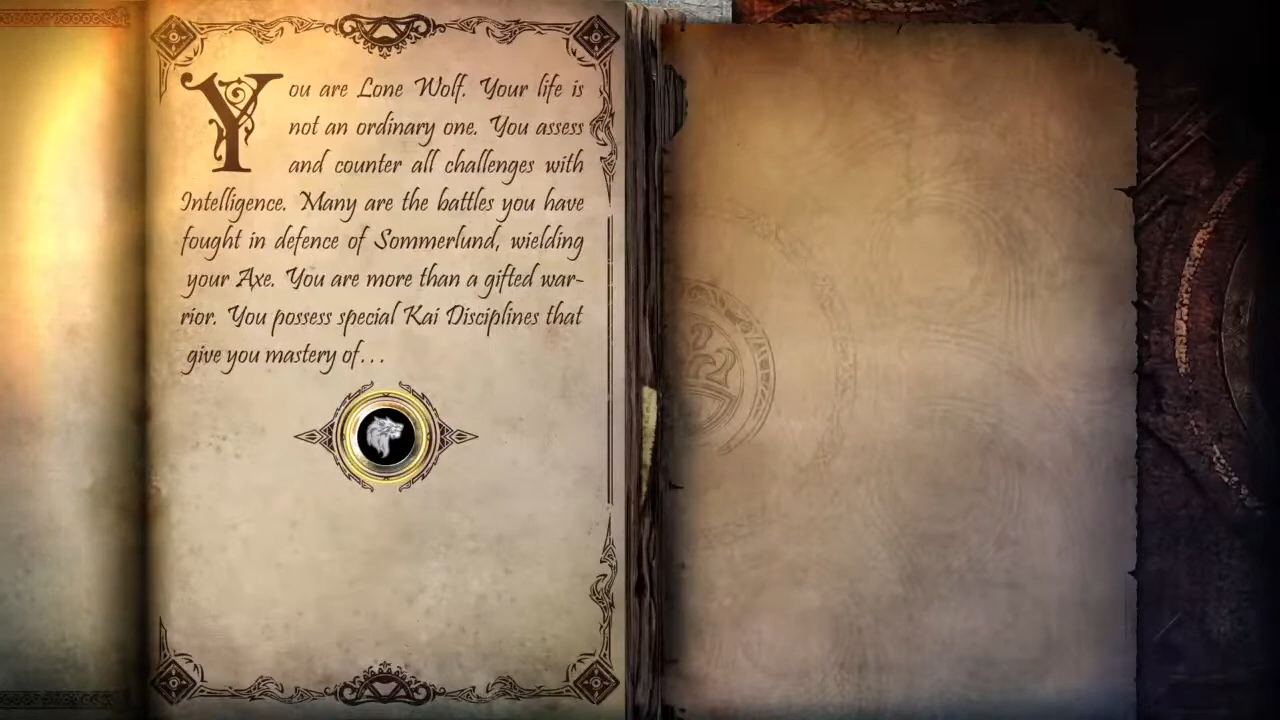 You are Lone Wolf. Your life is
not an ordinary one. You assess
and counter all challenges with
Intelligence. Many are the battles you have
fought in defence of Sommerlund, wielding
your Axe. You are more than a gifted war-
rior. You possess special Kai Disciplines that
give you mastery of...